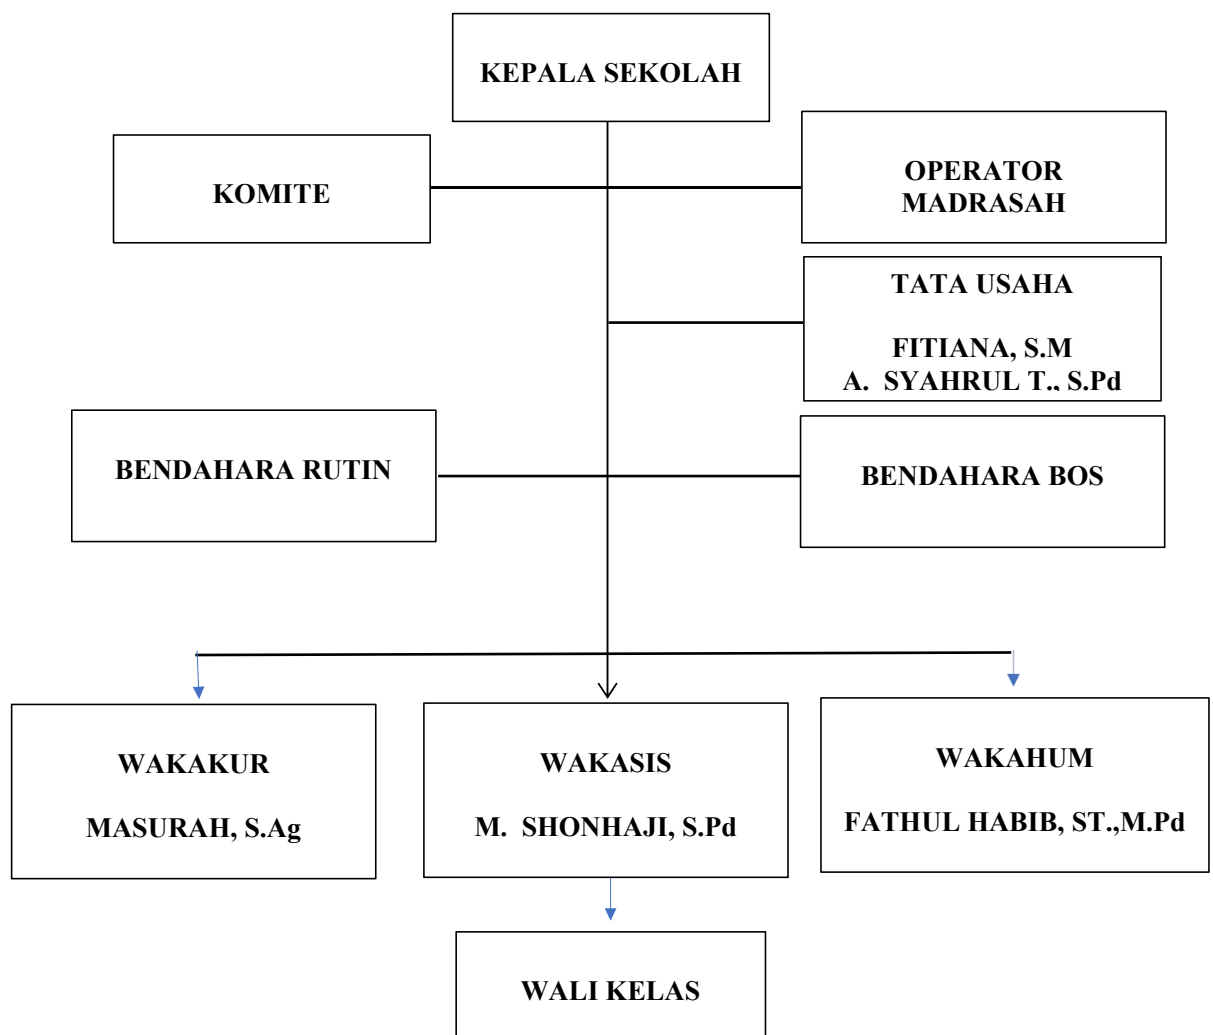 KEPALA SEKOLAH
KOMITE
OPERATOR
MADRASAH
TATA USAHA
FITIANA, S.M
A. SYAHRUL T., S.Pd
BENDAHARA RUTIN
BENDAHARA BOS
WAKAKUR
MASURAH, S.Ag
WAKASIS
M. SHONHAJI, S.Pd
WAKAHUM
FATHUL HABIB, ST.,M.Pd
WALI KELAS